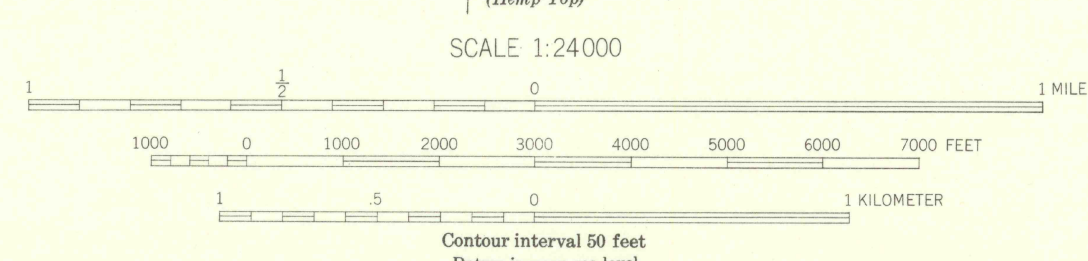 (Hemp Top)
SCALE 1:24000
1 1/2 0 1 MILE
1000 0 1000 2000 3000 4000 5000 6000 7000 FEET
1 .5 0 1 KILOMETER
Contour interval 50 feet